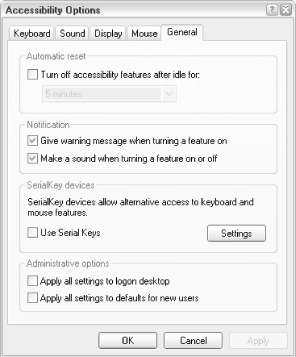 Accessibility Options
Keyboard Sound Display Mouse General
Automatic reset
Turn off accessibility features after idle for:
5 minutes
Notification
Give warning message when turning a feature on
Make a sound when turning a feature on or off
SerialKey devices
SerialKey devices allow alternative access to keyboard and
mouse features.
Use Serial Keys Settings
Administrative options
Apply all settings to logon desktop
Apply all settings to defaults for new users
OK Cancel Apply